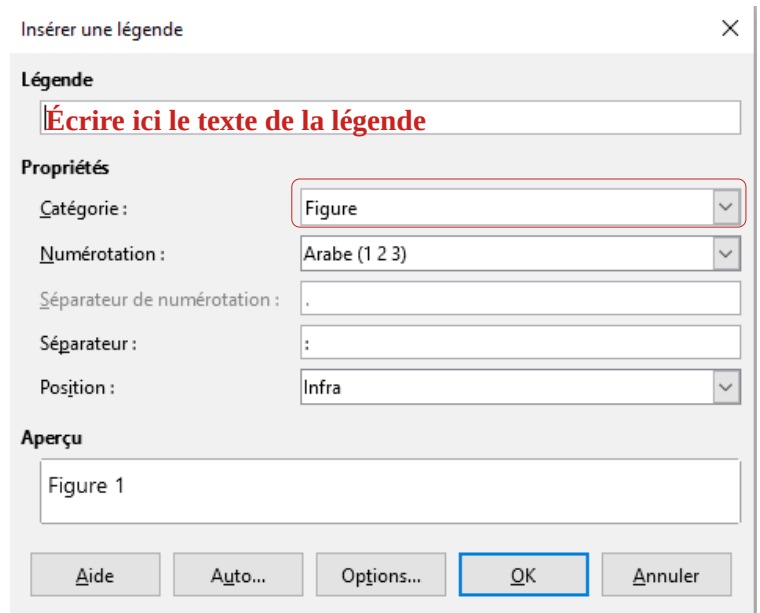 Insérer une légende
Légende
Écrire ici le texte de la légende
Propriétés
Catégorie : Figure
Numérotation : Arabe (1 2 3)
Séparateur de numérotation : .
Séparateur : :
Position : Infra
Aperçu
Figure 1
Aide Auto... Options... OK Annuler